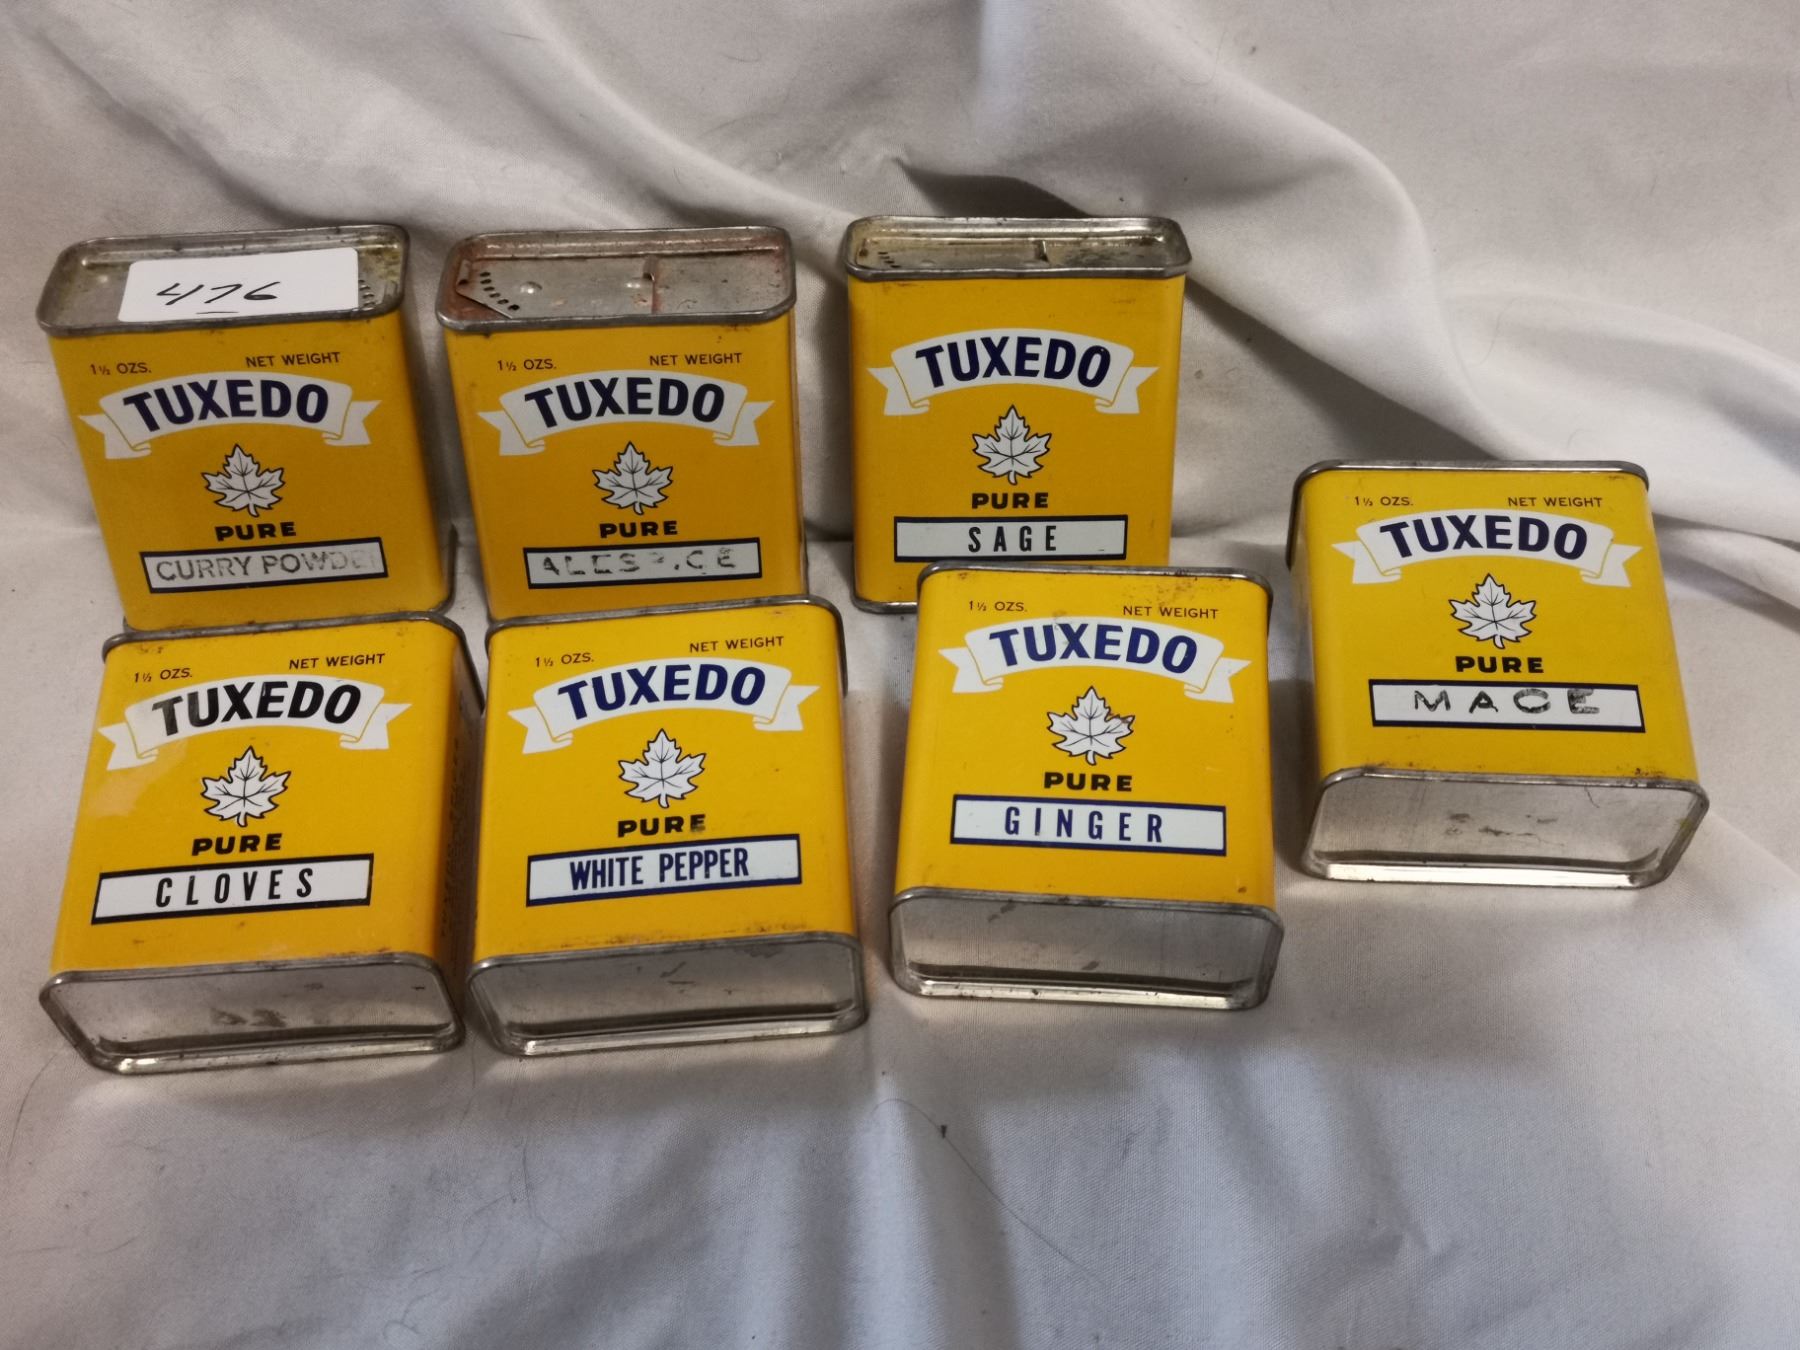 476
1½ OZS. NET WEIGHT
TUXEDO
PURE
CURRY POWDE
1½ OZS. NET WEIGHT
TUXEDO
PURE
ALLSPICE
TUXEDO
PURE
SAGE
1½ OZS. NET WEIGHT
TUXEDO
PURE
MACE
1½ OZS. NET WEIGHT
TUXEDO
PURE
CLOVES
1½ OZS. NET WEIGHT
TUXEDO
PURE
WHITE PEPPER
1½ OZS. NET WEIGHT
TUXEDO
PURE
GINGER